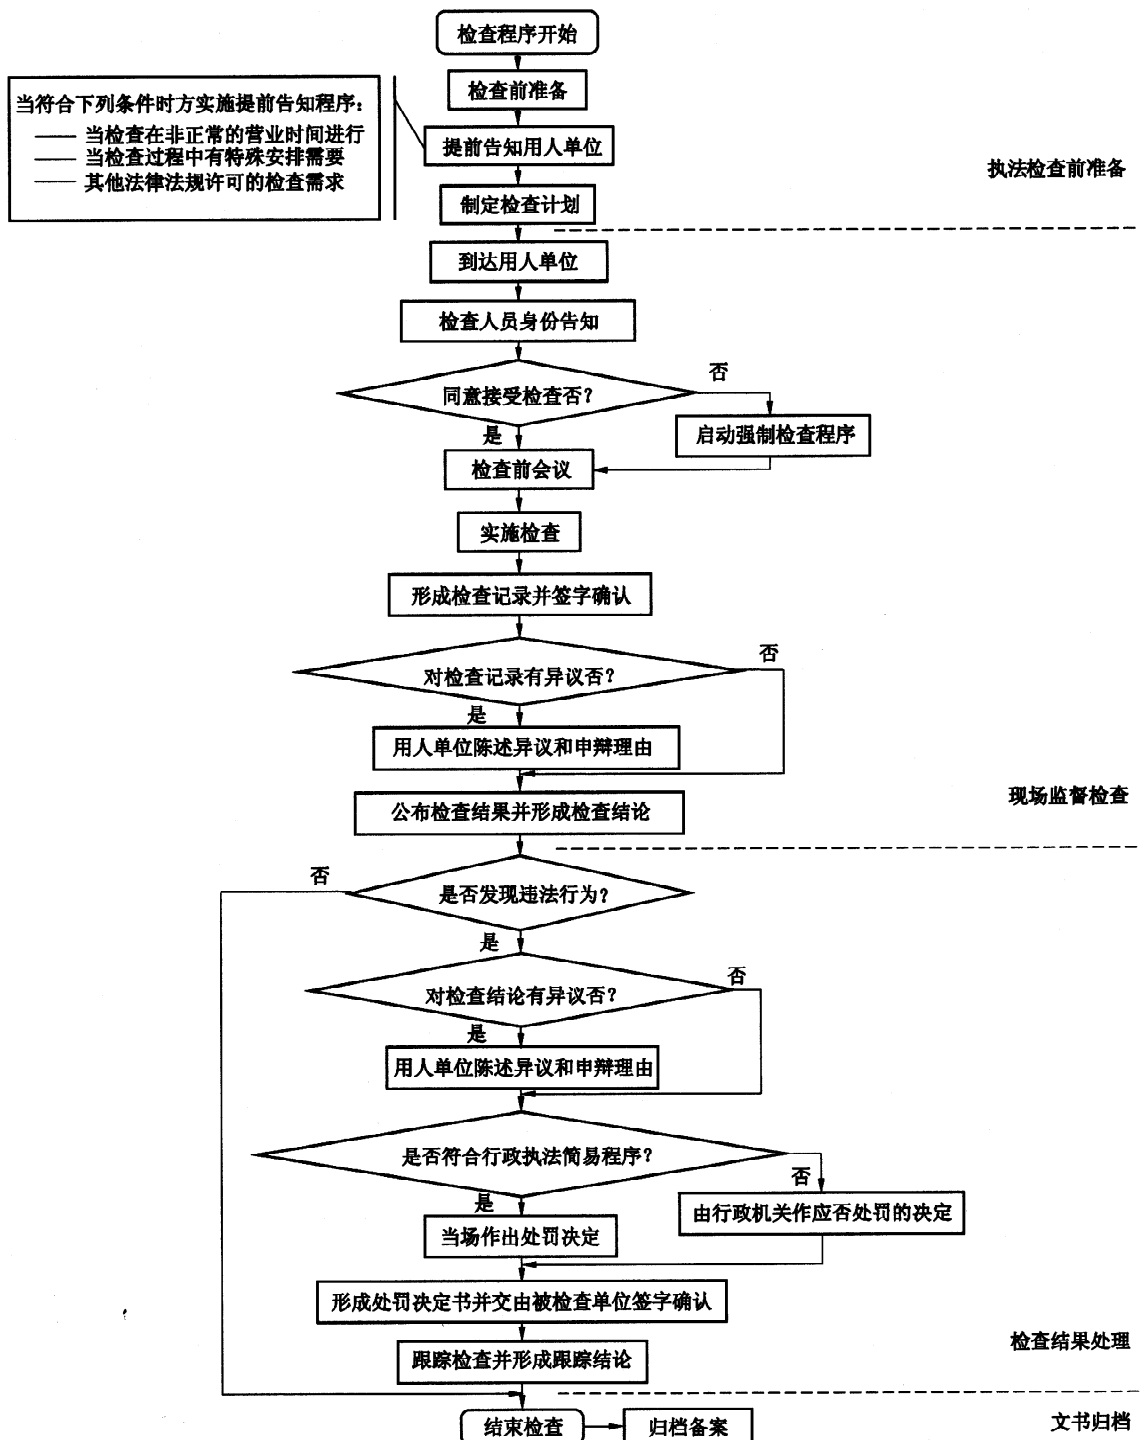 检查程序开始
检查前准备
当符合下列条件时方实施提前告知程序：
—— 当检查在非正常的营业时间进行
—— 当检查过程中有特殊安排需要
—— 其他法律法规许可的检查需求
提前告知用人单位
执法检查前准备
制定检查计划
到达用人单位
检查人员身份告知
同意接受检查否？
否
启动强制检查程序
是
检查前会议
实施检查
形成检查记录并签字确认
对检查记录有异议否？
否
是
用人单位陈述异议和申辩理由
公布检查结果并形成检查结论
现场监督检查
是否发现违法行为？
否
是
对检查结论有异议否？
否
是
用人单位陈述异议和申辩理由
是否符合行政执法简易程序？
否
是
由行政机关作应否处罚的决定
当场作出处罚决定
形成处罚决定书并交由被检查单位签字确认
跟踪检查并形成跟踪结论
检查结果处理
结束检查
归档备案
文书归档